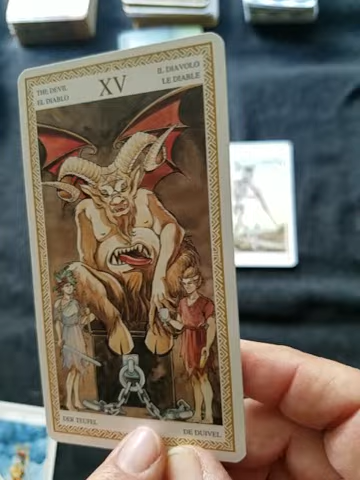 THE DEVIL
EL DIABLO
XV
IL DIAVOLO
LE DIABLE
DER TEUFEL
DE DUIVEL